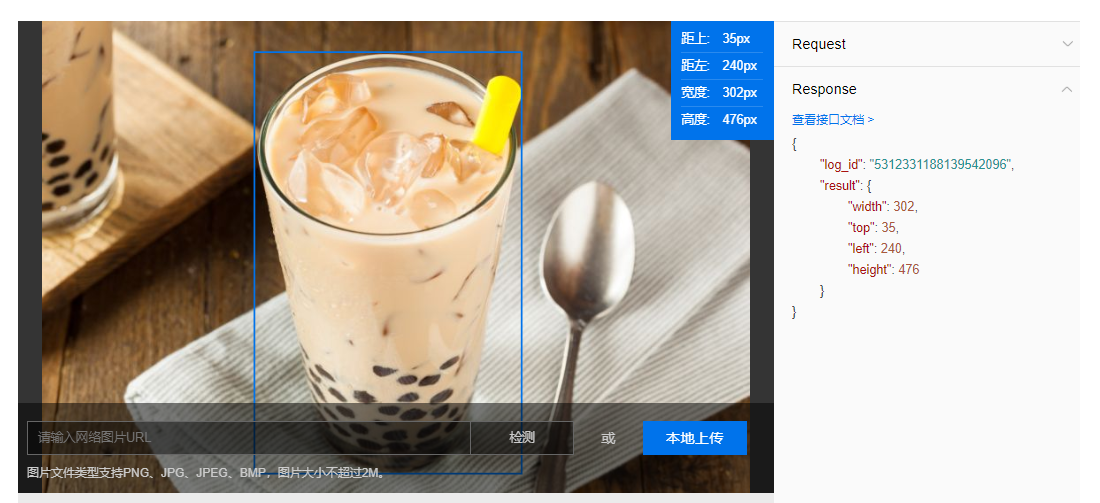 距上: 35px
距左: 240px
宽度: 302px
高度: 476px
请输入网络图片URL
检测
或
本地上传
图片文件类型支持PNG、JPG、JPEG、BMP，图片大小不超过2M。
Request
Response
查看接口文档 >
{
"log_id": "5312331188139542096",
"result": {
"width": 302,
"top": 35,
"left": 240,
"height": 476
}
}